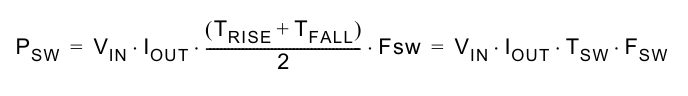 P_SW = V_IN · I_OUT · (T_RISE + T_FALL) / 2 · Fsw = V_IN · I_OUT · T_SW · F_SW